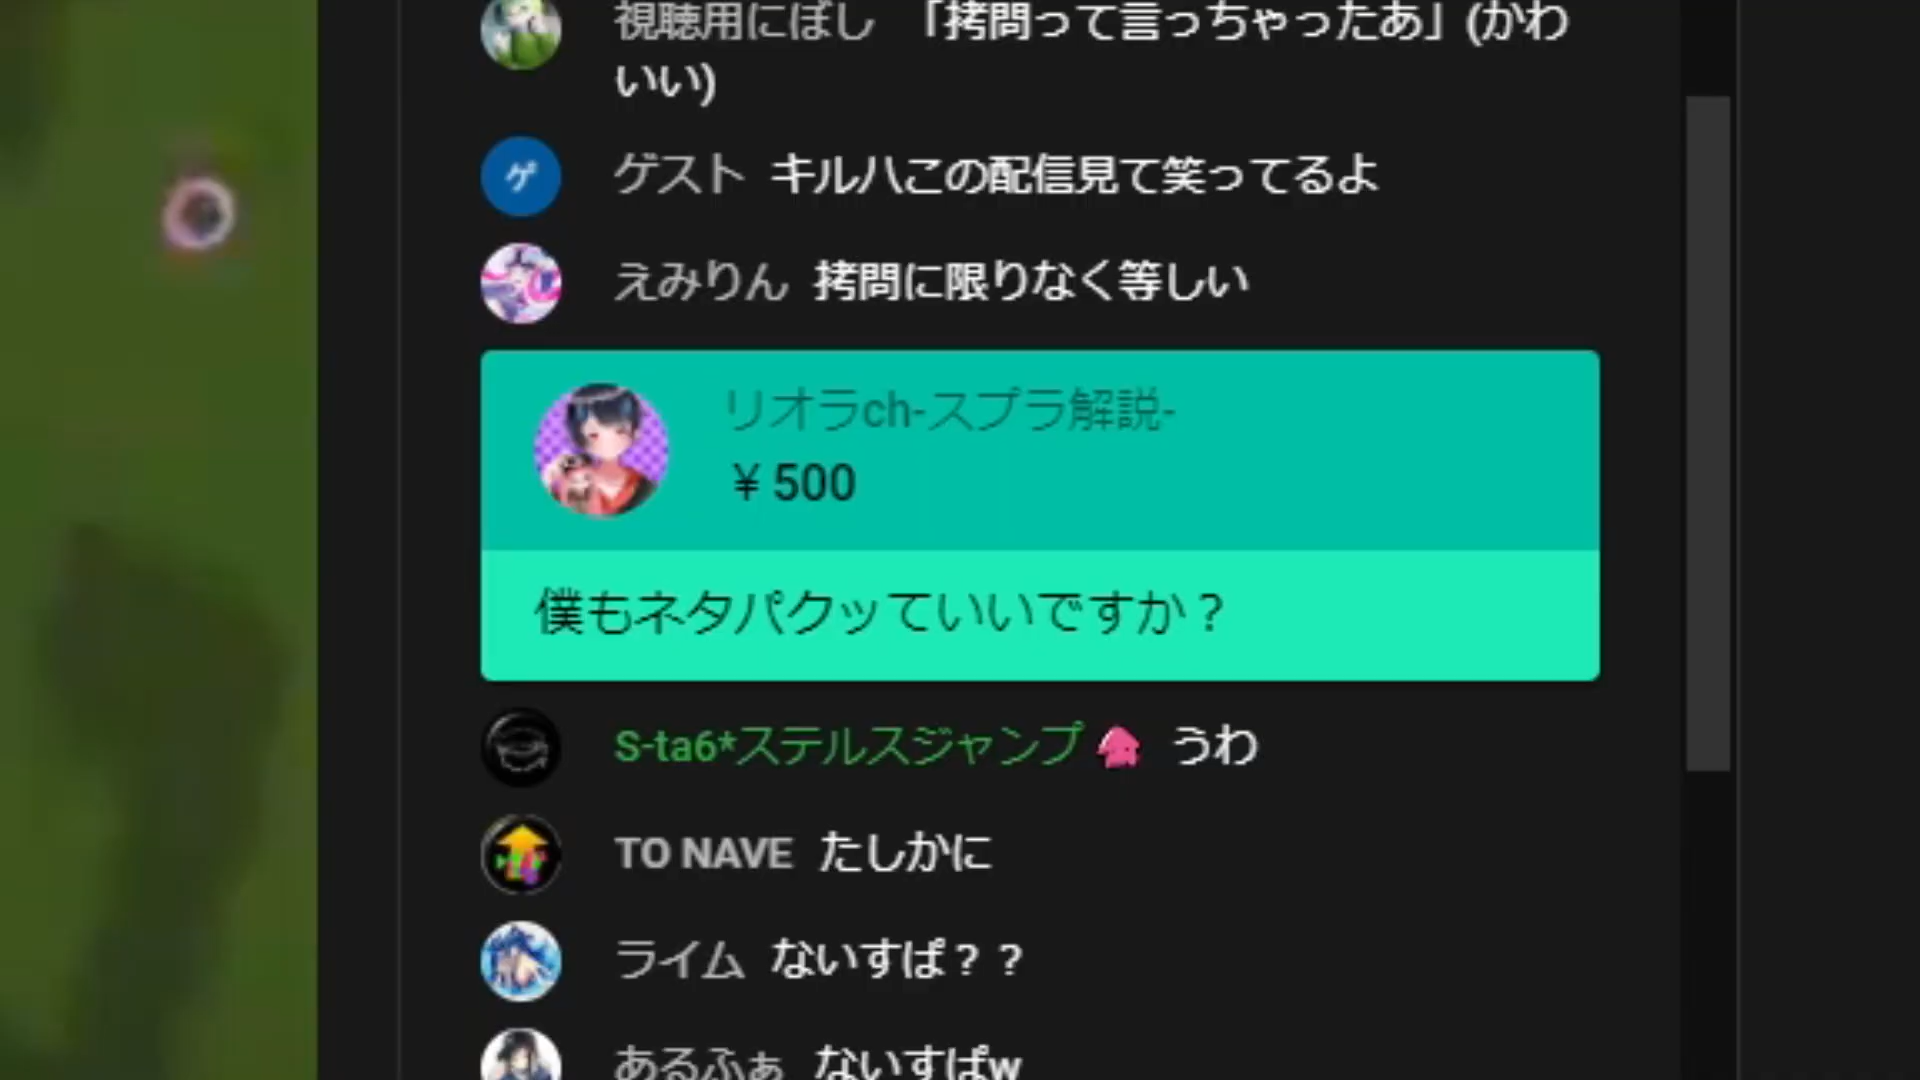 視聴用にぼし 「拷問って言っちゃったあ」(かわ
いい)
ゲ ゲスト キルハこの配信見て笑ってるよ
えみりん 拷問に限りなく等しい
リオラch-スプラ解説-
￥500
僕もネタパクッていいですか？
S-ta6*ステルスジャンプ うわ
TO NAVE たしかに
ライム ないすぱ？？
あるふぁ ないすぱw